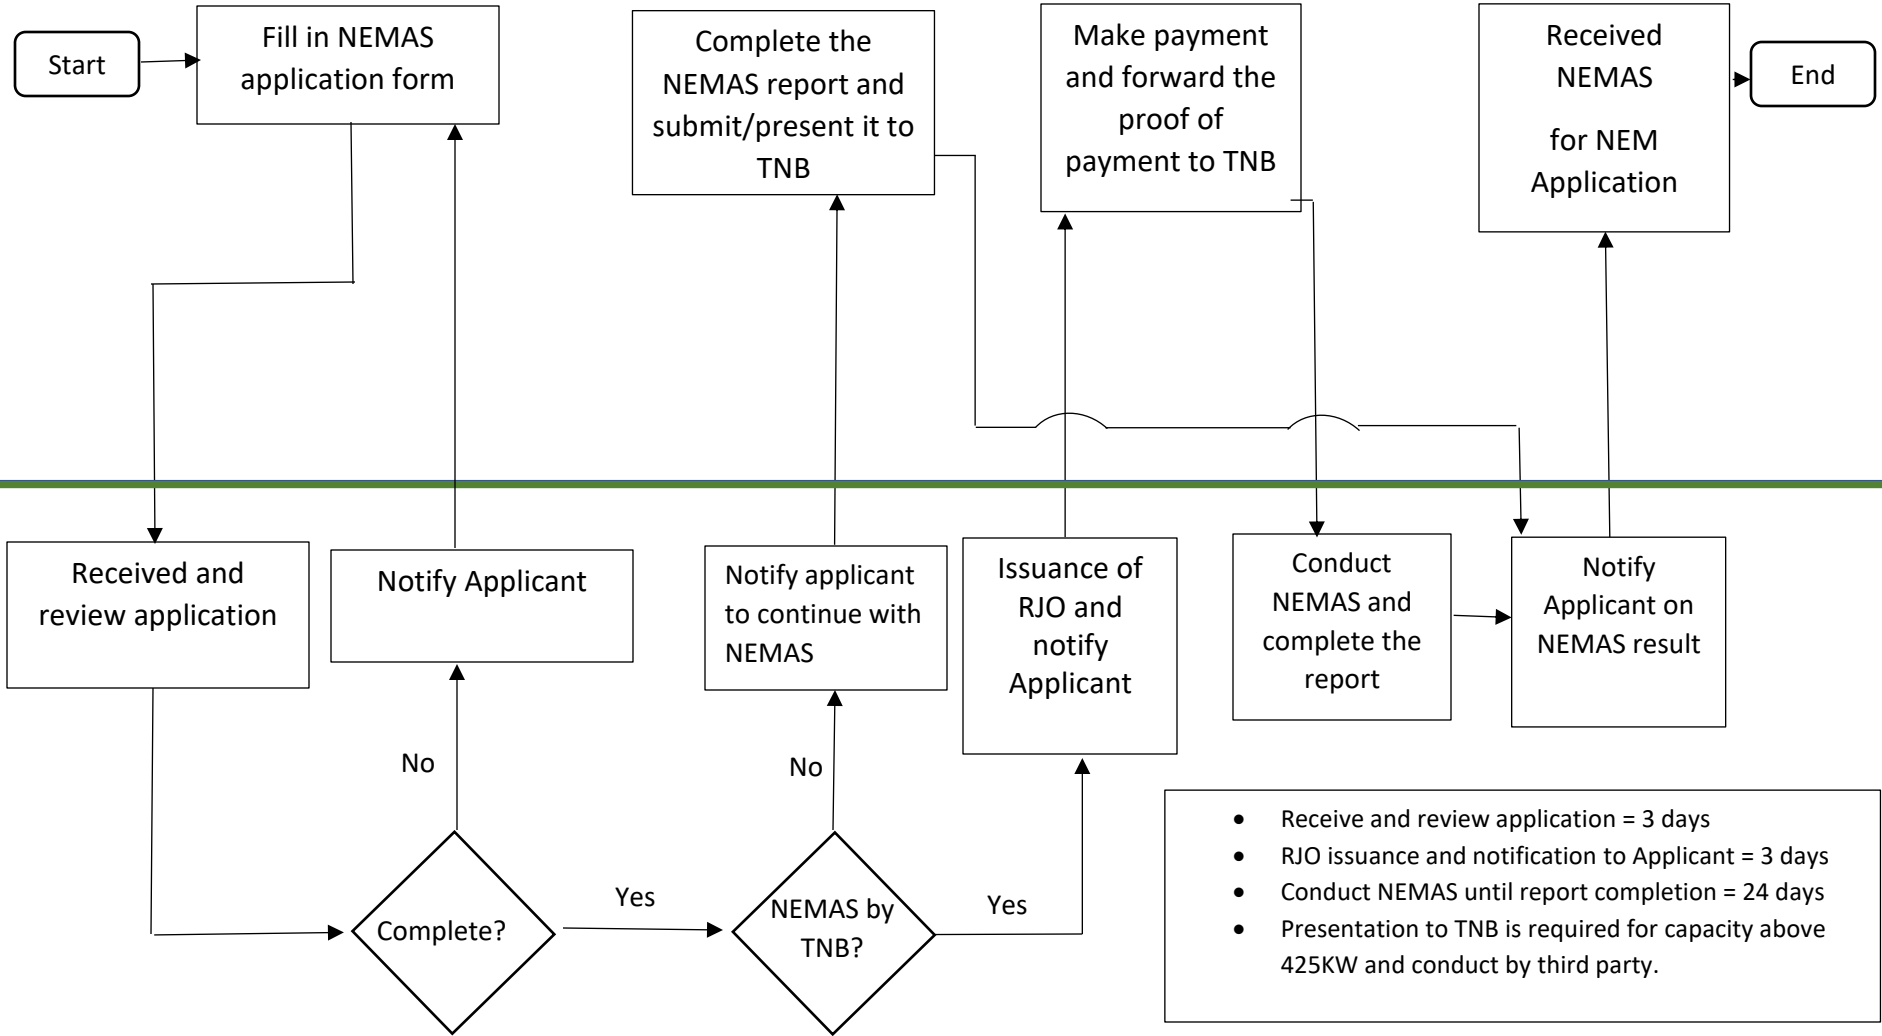 Start
Fill in NEMAS
application form
Complete the
NEMAS report and
submit/present it to
TNB
Make payment
and forward the
proof of
payment to TNB
Received
NEMAS
for NEM
Application
End
Received and
review application
Notify Applicant
Notify applicant
to continue with
NEMAS
Issuance of
RJO and
notify
Applicant
Conduct
NEMAS and
complete the
report
Notify
Applicant on
NEMAS result
No
No
Complete?
Yes
NEMAS by
TNB?
Yes
• Receive and review application = 3 days
• RJO issuance and notification to Applicant = 3 days
• Conduct NEMAS until report completion = 24 days
• Presentation to TNB is required for capacity above
425KW and conduct by third party.